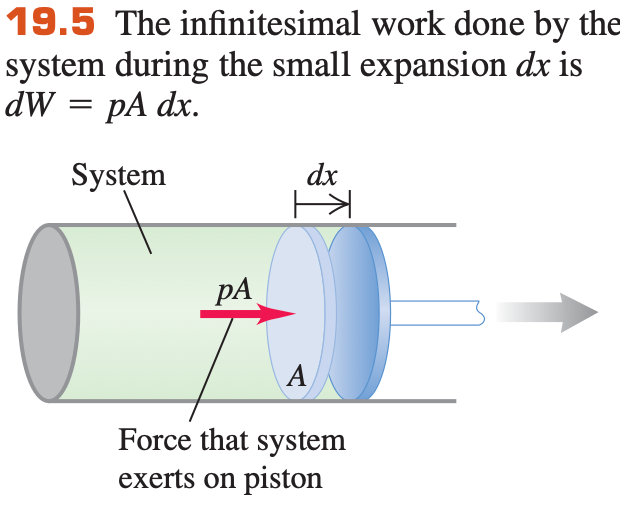 19.5 The infinitesimal work done by the
system during the small expansion dx is
dW = pA dx.
System
dx
pA
A
Force that system
exerts on piston